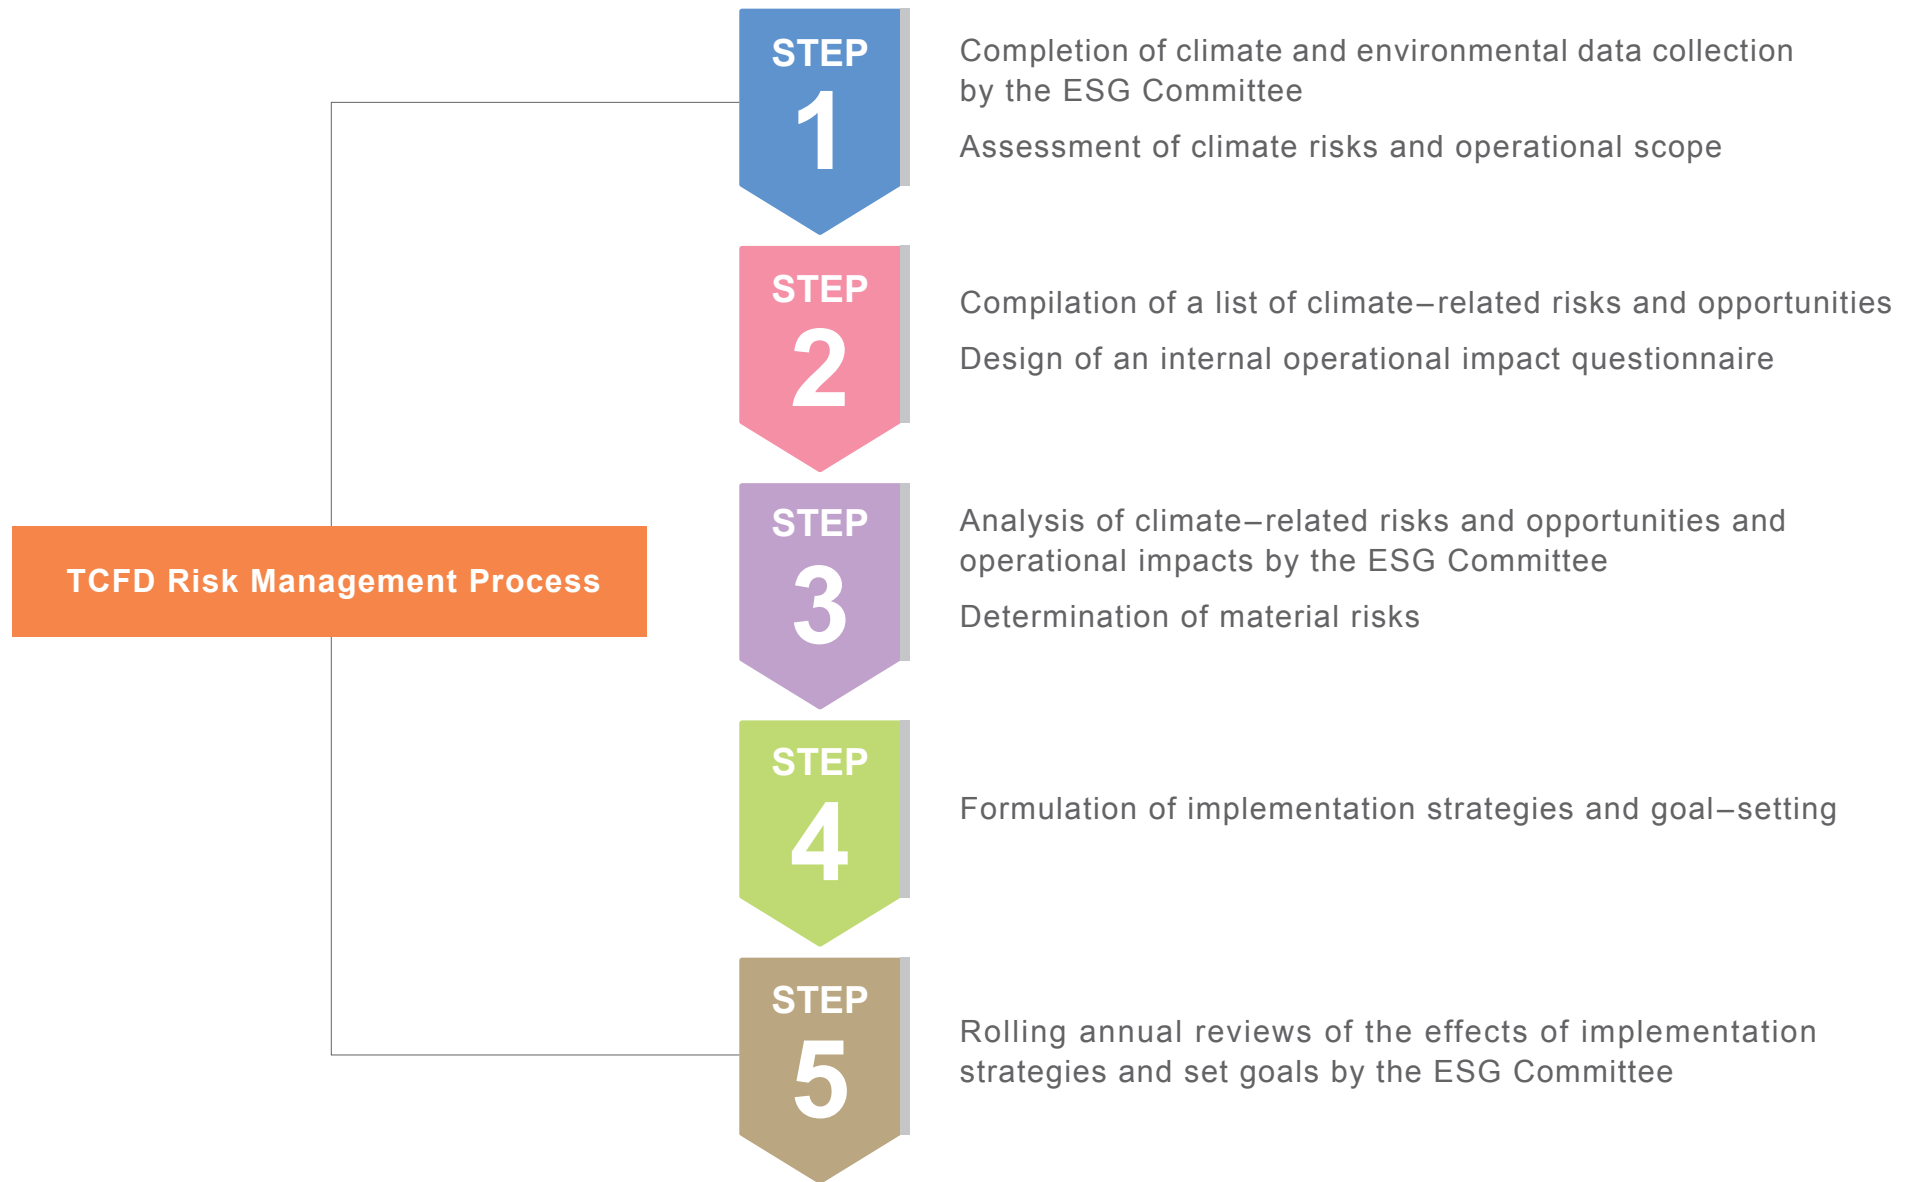 STEP
1
Completion of climate and environmental data collection
by the ESG Committee
Assessment of climate risks and operational scope
STEP
2
Compilation of a list of climate–related risks and opportunities
Design of an internal operational impact questionnaire
TCFD Risk Management Process
STEP
3
Analysis of climate–related risks and opportunities and
operational impacts by the ESG Committee
Determination of material risks
STEP
4
Formulation of implementation strategies and goal–setting
STEP
5
Rolling annual reviews of the effects of implementation
strategies and set goals by the ESG Committee